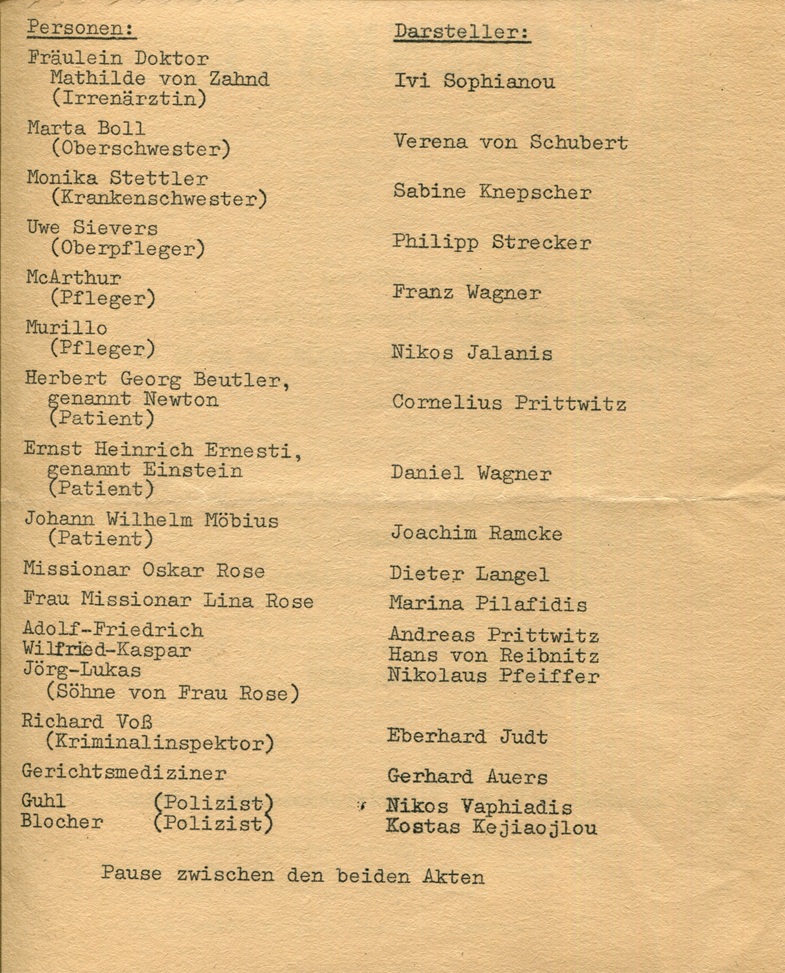 Personen: Darsteller:
Fräulein Doktor
Mathilde von Zahnd Ivi Sophianou
(Irrenärztin)
Marta Boll
(Oberschwester) Verena von Schubert
Monika Stettler
(Krankenschwester) Sabine Knepscher
Uwe Sievers
(Oberpfleger) Philipp Strecker
McArthur
(Pfleger) Franz Wagner
Murillo
(Pfleger) Nikos Jalanis
Herbert Georg Beutler,
genannt Newton Cornelius Prittwitz
(Patient)
Ernst Heinrich Ernesti,
genannt Einstein Daniel Wagner
(Patient)
Johann Wilhelm Möbius
(Patient) Joachim Ramcke
Missionar Oskar Rose Dieter Langel
Frau Missionar Lina Rose Marina Pilafidis
Adolf-Friedrich Andreas Prittwitz
Wilfried-Kaspar Hans von Reibnitz
Jörg-Lukas Nikolaus Pfeiffer
(Söhne von Frau Rose)
Richard Voß
(Kriminalinspektor) Eberhard Judt
Gerichtsmediziner Gerhard Auers
Guhl (Polizist) Nikos Vaphiadis
Blocher (Polizist) Kostas Kejiaojlou
Pause zwischen den beiden Akten